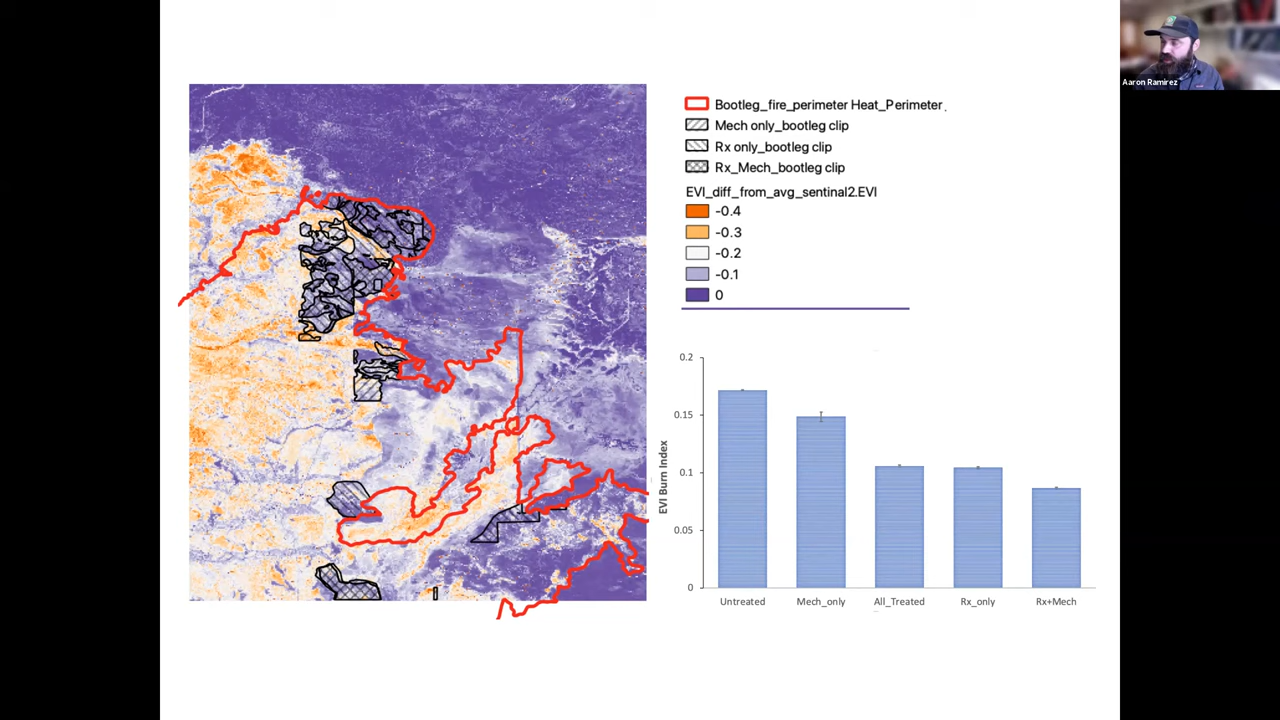 Aaron Ramirez
Bootleg_fire_perimeter Heat_Perimeter
Mech only_bootleg clip
Rx only_bootleg clip
Rx_Mech_bootleg clip
EVI_diff_from_avg_sentinal2.EVI
-0.4
-0.3
-0.2
-0.1
0
0.2
0.15
0.1
0.05
0
EVI Burn Index
Untreated
Mech_only
All_Treated
Rx_only
Rx+Mech